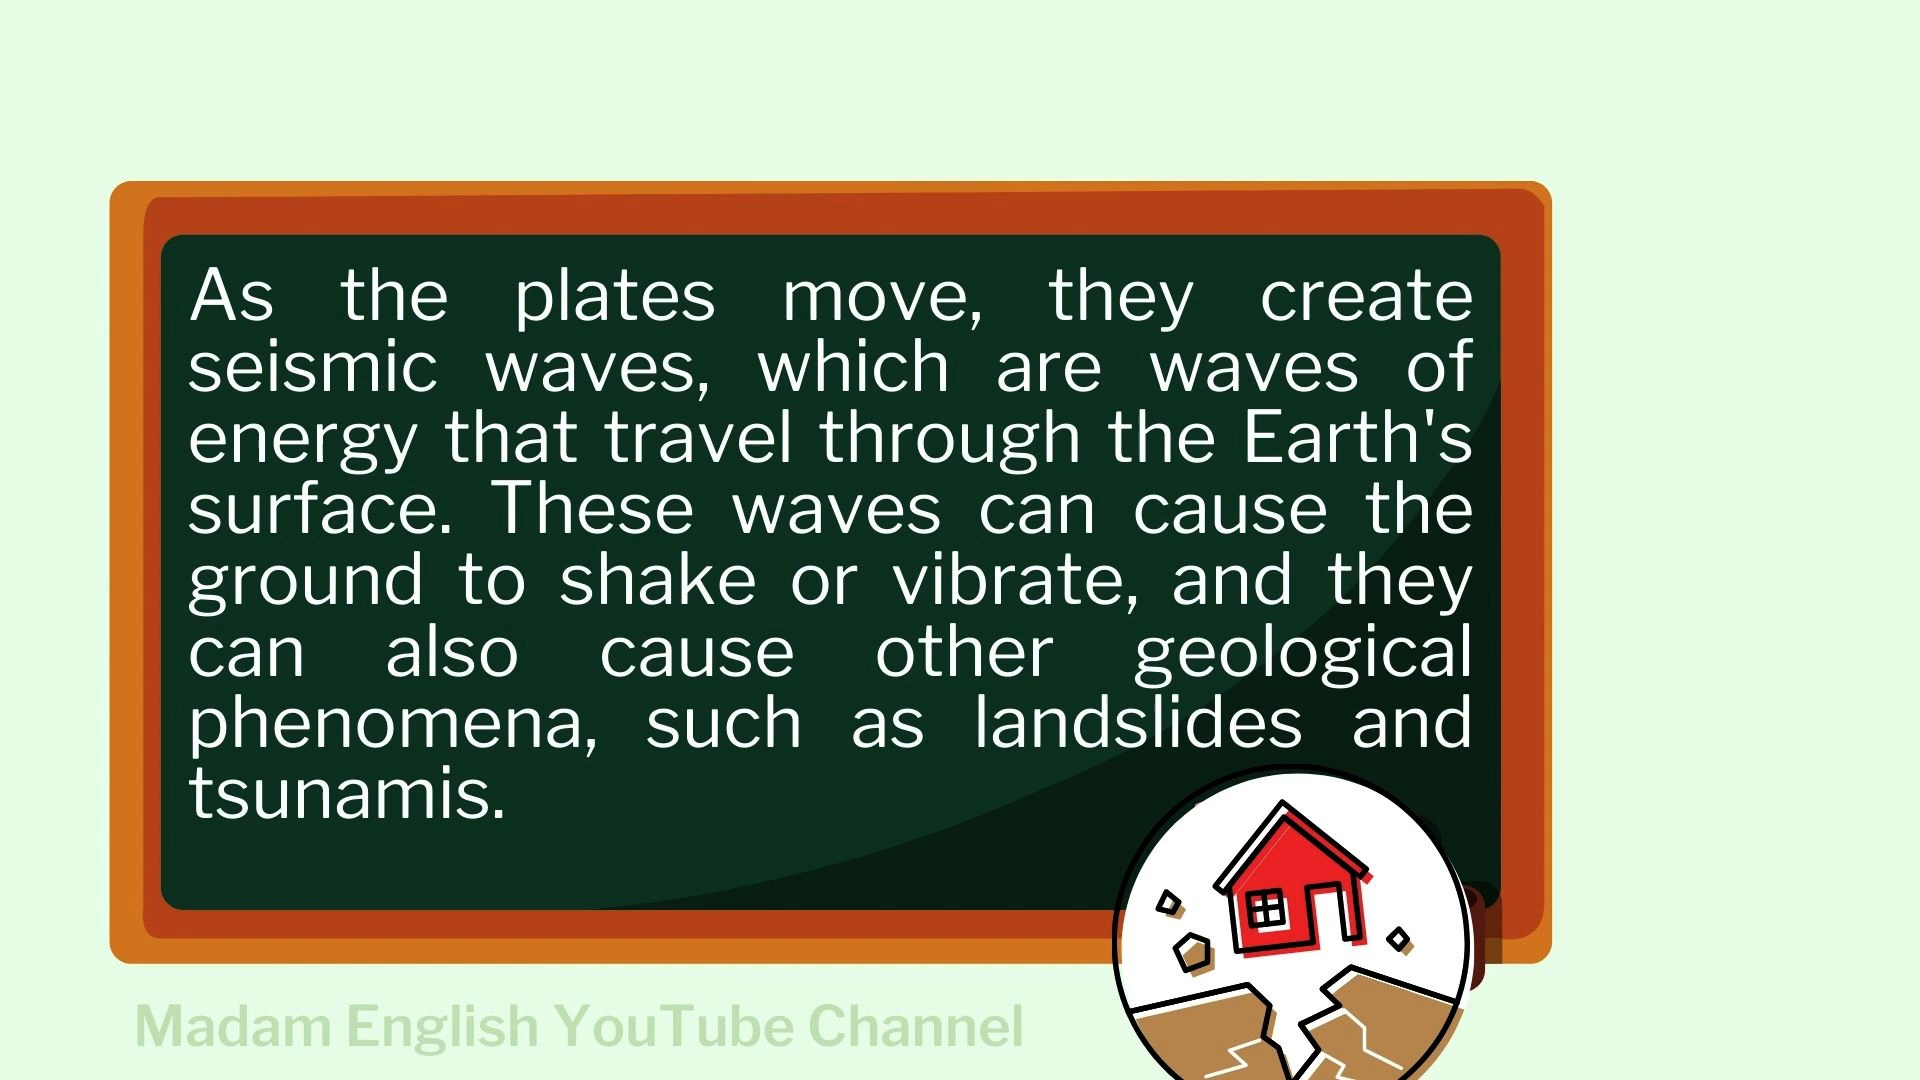 As the plates move, they create
seismic waves, which are waves of
energy that travel through the Earth's
surface. These waves can cause the
ground to shake or vibrate, and they
can also cause other geological
phenomena, such as landslides and
tsunamis.
Madam English YouTube Channel